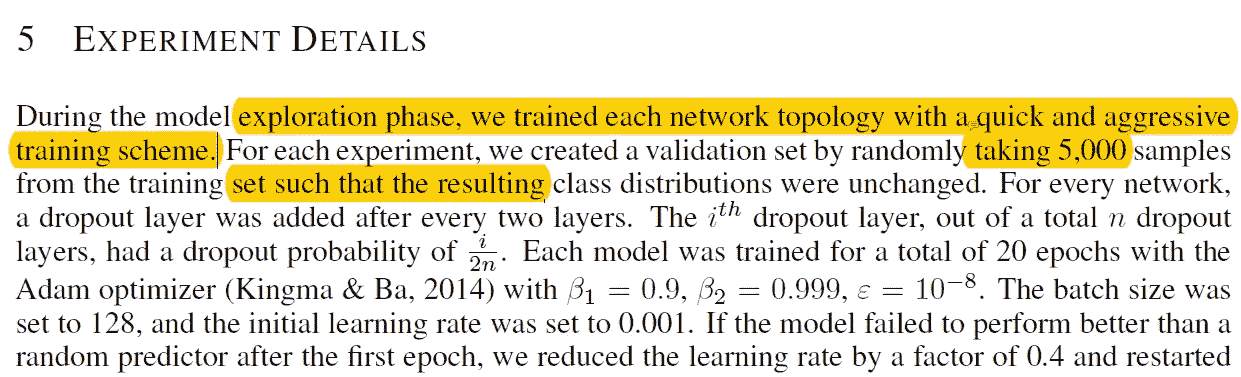 5 EXPERIMENT DETAILS
During the model exploration phase, we trained each network topology with a quick and aggressive
training scheme. For each experiment, we created a validation set by randomly taking 5,000 samples
from the training set such that the resulting class distributions were unchanged. For every network,
a dropout layer was added after every two layers. The i^{th} dropout layer, out of a total n dropout
layers, had a dropout probability of \frac{i}{2n}. Each model was trained for a total of 20 epochs with the
Adam optimizer (Kingma & Ba, 2014) with β₁ = 0.9, β₂ = 0.999, ε = 10⁻⁸. The batch size was
set to 128, and the initial learning rate was set to 0.001. If the model failed to perform better than a
random predictor after the first epoch, we reduced the learning rate by a factor of 0.4 and restarted